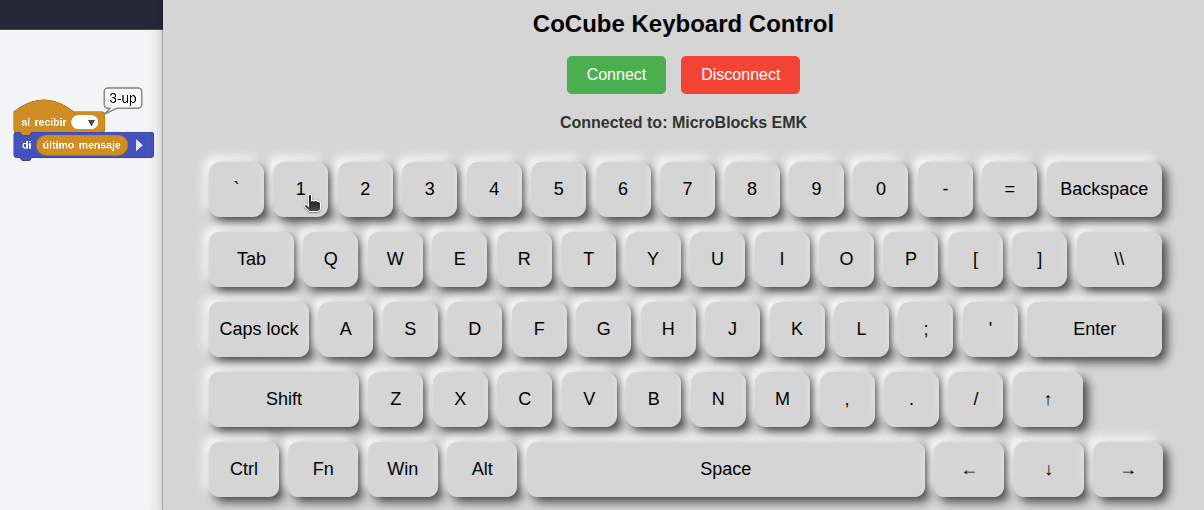 CoCube Keyboard Control
Connect Disconnect
Connected to: MicroBlocks EMK
3-up
al recibir
di último mensaje
` 1 2 3 4 5 6 7 8 9 0 - = Backspace
Tab Q W E R T Y U I O P [ ] \\
Caps lock A S D F G H J K L ; ' Enter
Shift Z X C V B N M , . / ↑
Ctrl Fn Win Alt Space ← ↓ →